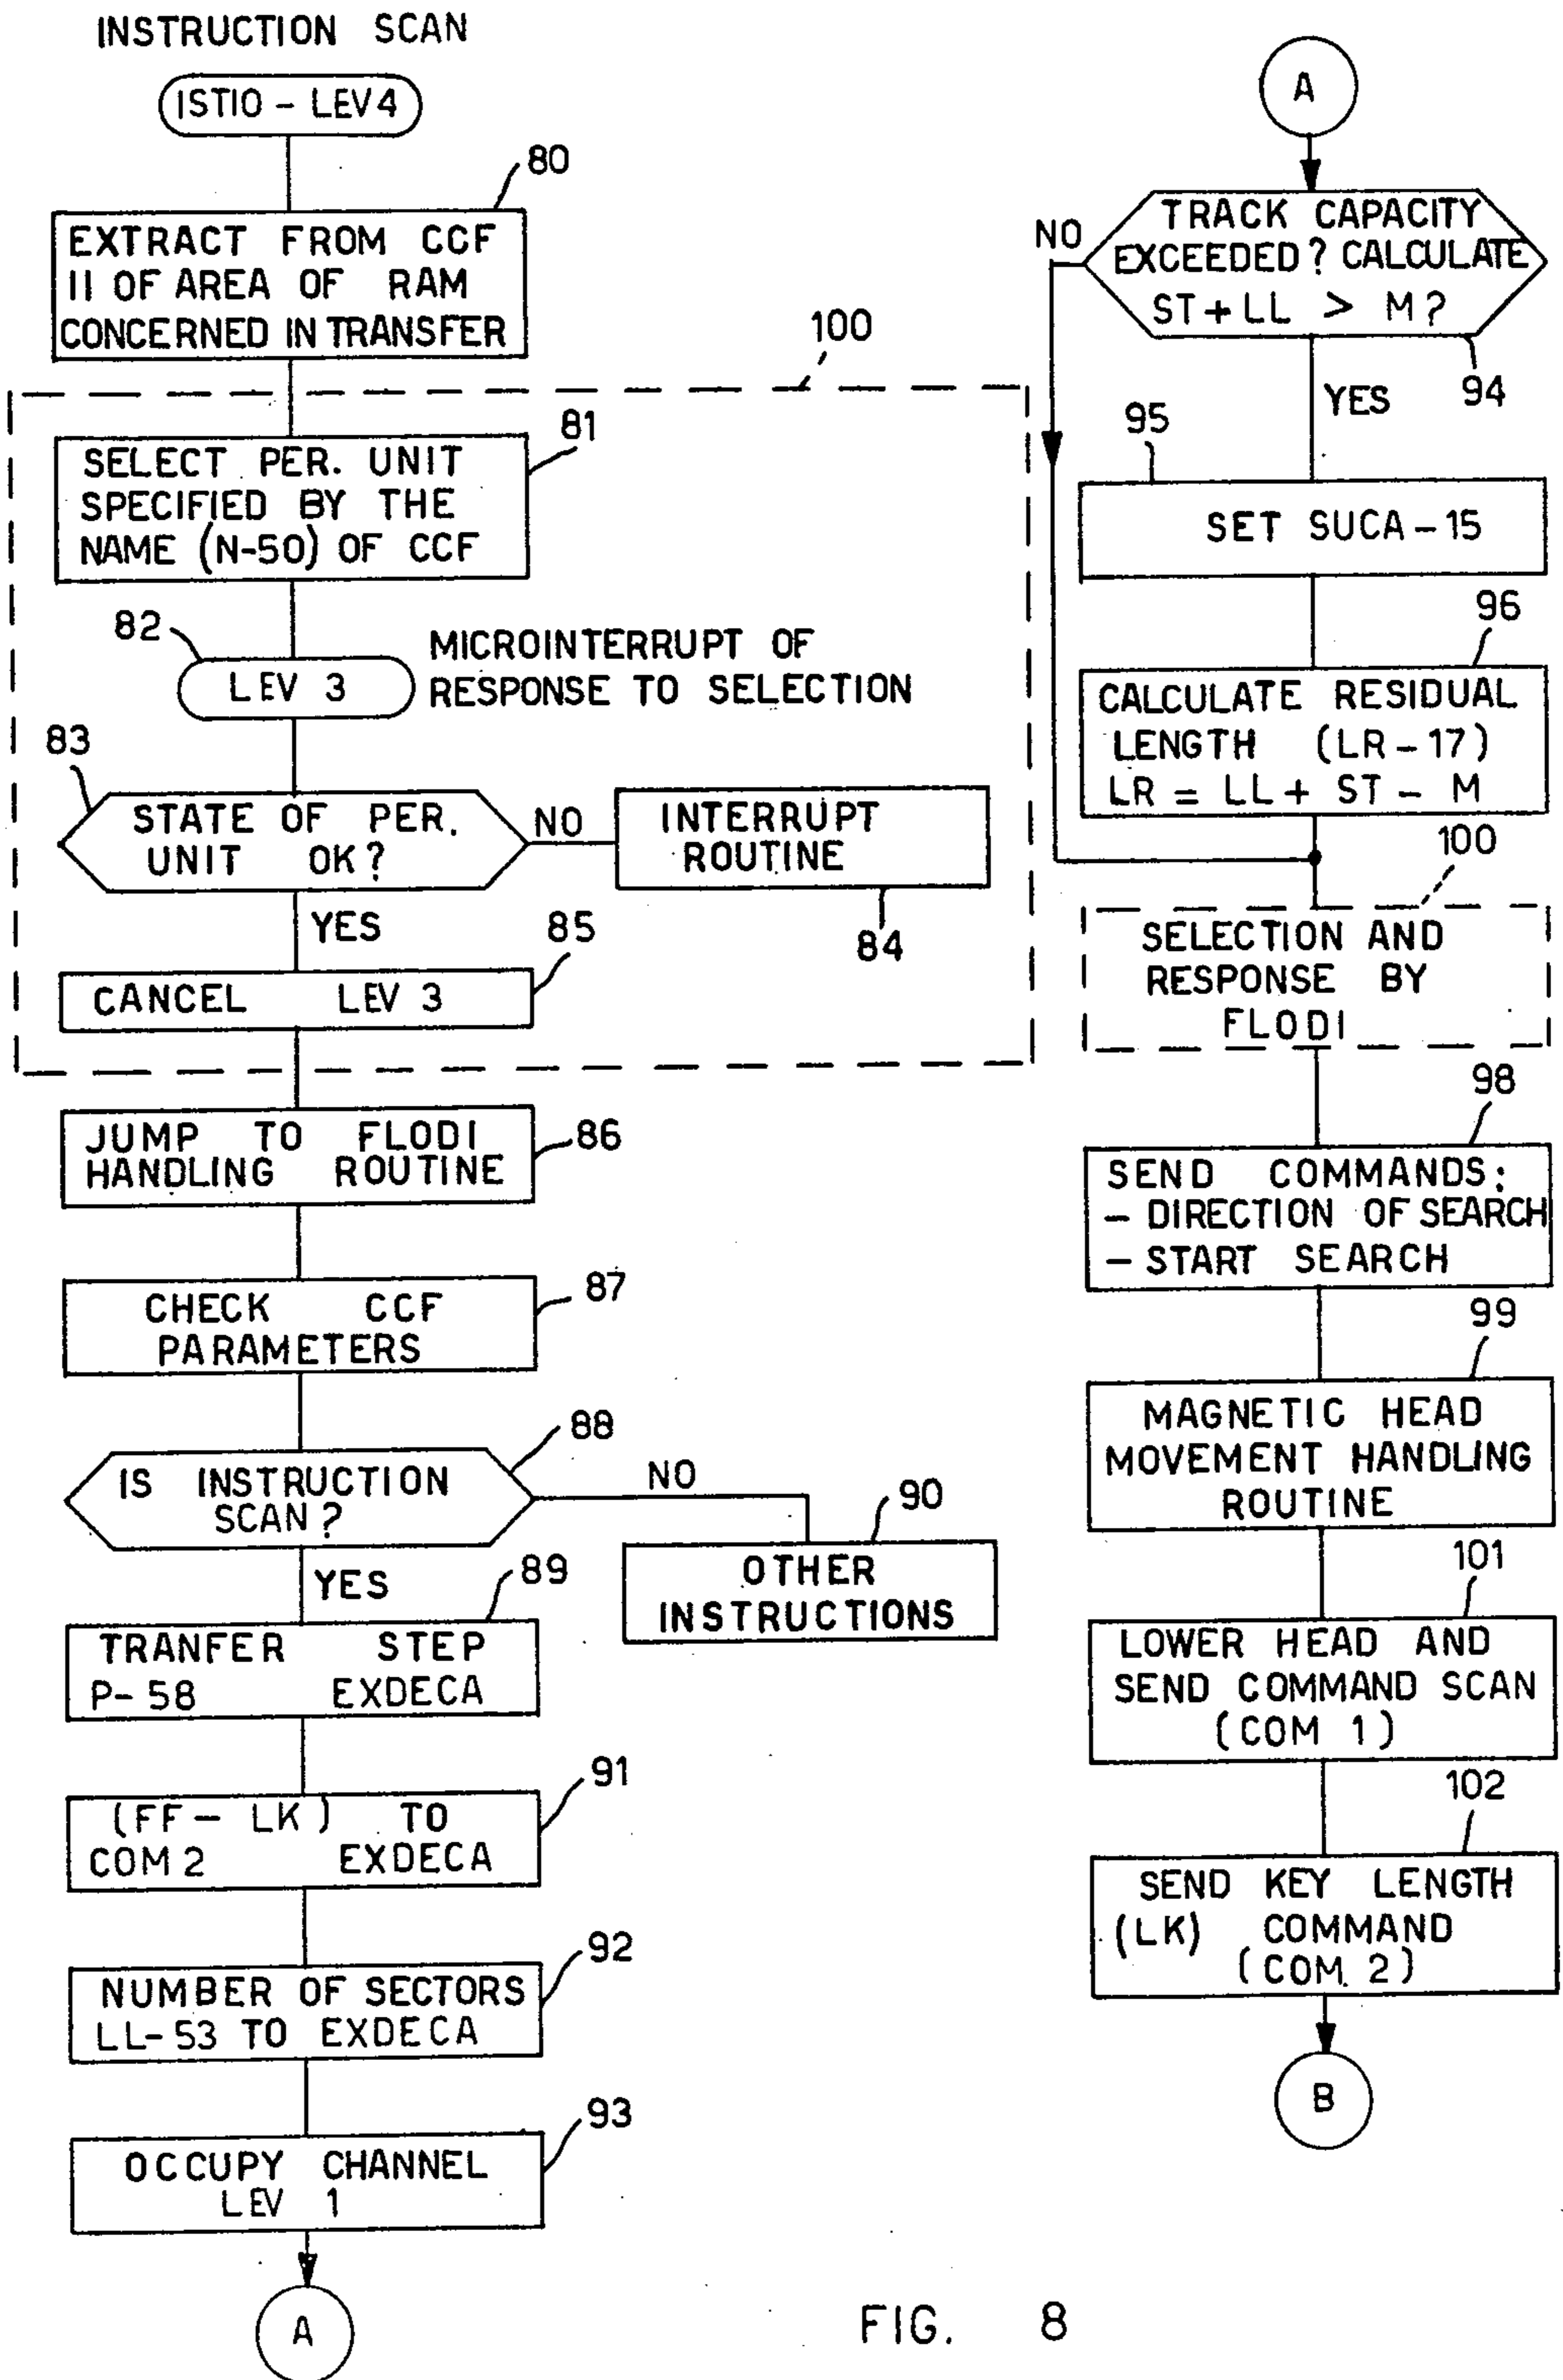 INSTRUCTION SCAN
ISTIO - LEV4
80
EXTRACT FROM CCF
II OF AREA OF RAM
CONCERNED IN TRANSFER
100
81
SELECT PER. UNIT
SPECIFIED BY THE
NAME (N-50) OF CCF
82
LEV 3
MICROINTERRUPT OF
RESPONSE TO SELECTION
83
STATE OF PER.
UNIT OK?
NO
INTERRUPT
ROUTINE
84
YES
85
CANCEL LEV 3
JUMP TO FLODI
HANDLING ROUTINE
86
CHECK CCF
PARAMETERS
87
88
IS INSTRUCTION
SCAN?
NO
90
OTHER
INSTRUCTIONS
YES
89
TRANFER STEP
P-58 EXDECA
91
(FF- LK) TO
COM2 EXDECA
92
NUMBER OF SECTORS
LL-53 TO EXDECA
93
OCCUPY CHANNEL
LEV 1
A
A
NO
TRACK CAPACITY
EXCEEDED? CALCULATE
ST+LL > M?
94
YES
95
SET SUCA-15
96
CALCULATE RESIDUAL
LENGTH (LR-17)
LR = LL + ST - M
100
SELECTION AND
RESPONSE BY
FLODI
98
SEND COMMANDS:
- DIRECTION OF SEARCH
- START SEARCH
99
MAGNETIC HEAD
MOVEMENT HANDLING
ROUTINE
101
LOWER HEAD AND
SEND COMMAND SCAN
(COM 1)
102
SEND KEY LENGTH
(LK) COMMAND
(COM. 2)
B
FIG. 8